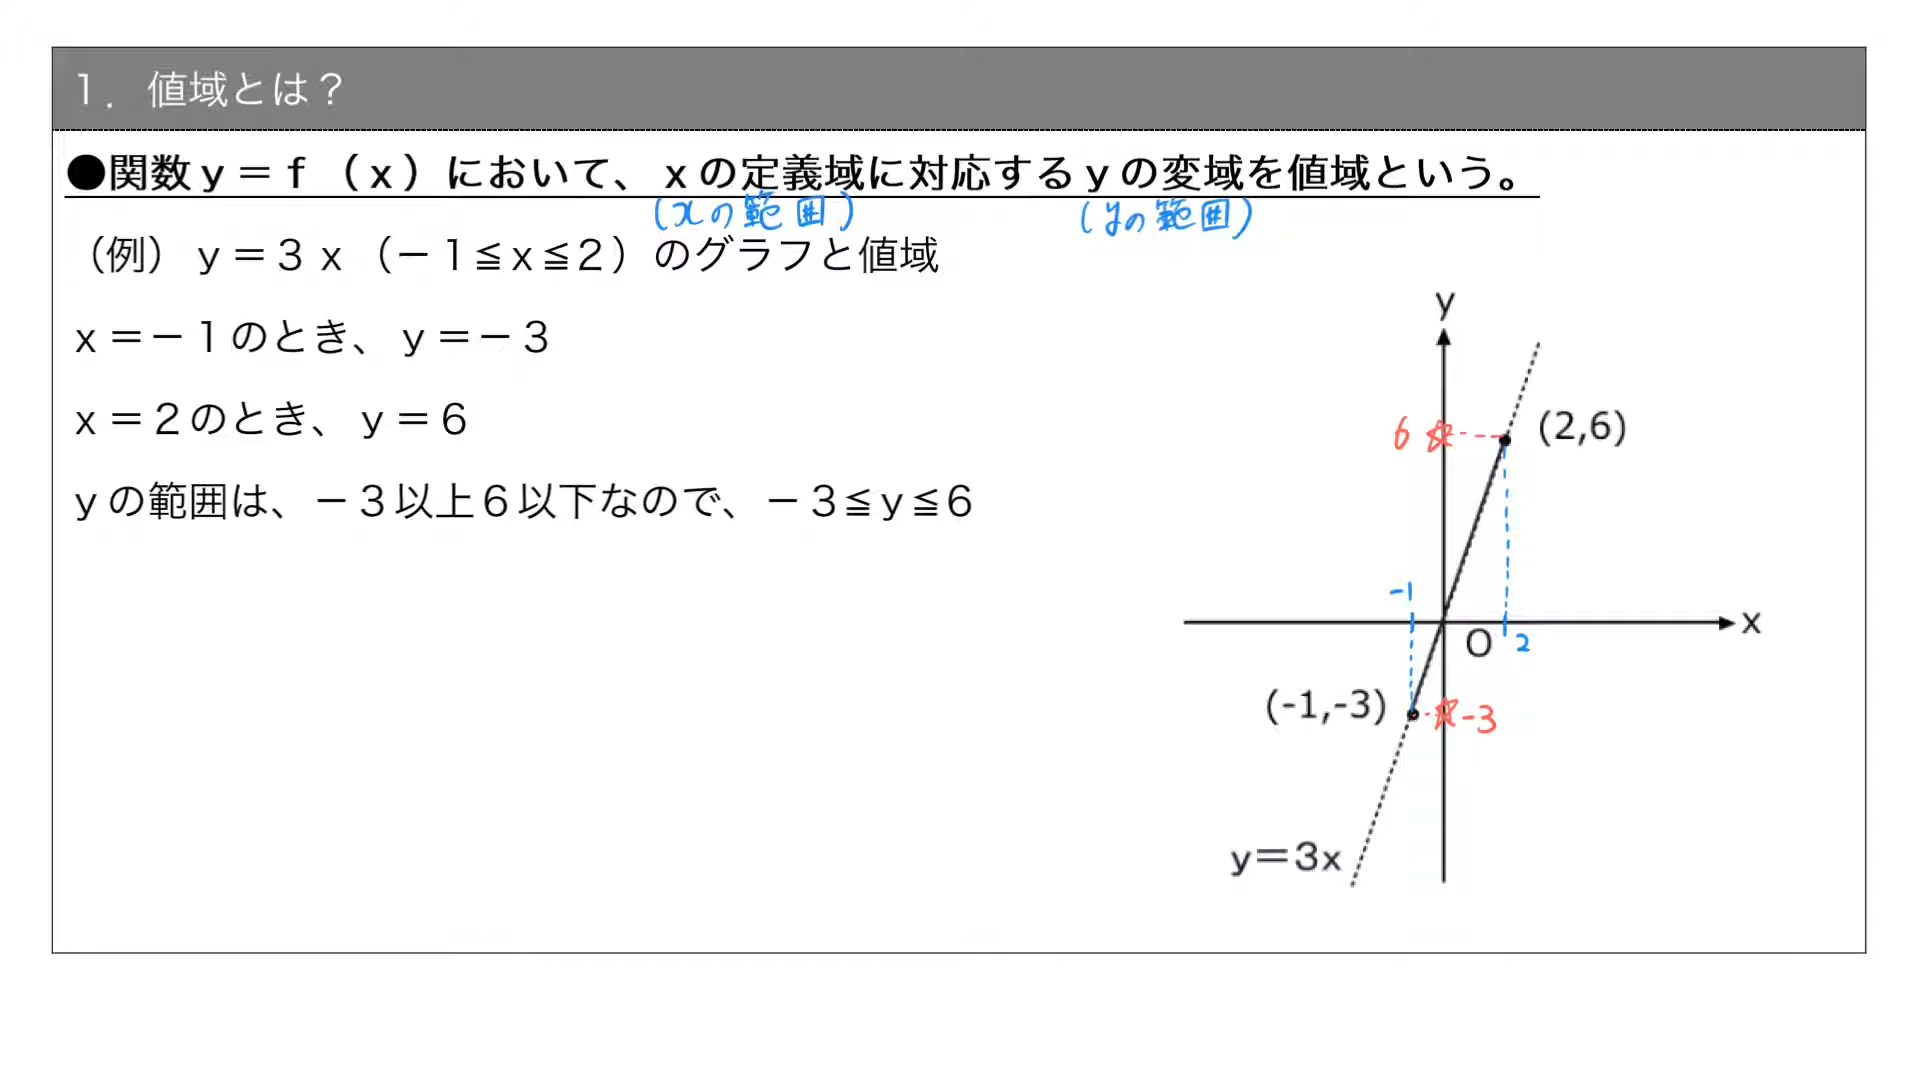 １．値域とは？
●関数ｙ＝ｆ（ｘ）において、ｘの定義域に対応するｙの変域を値域という。
(xの範囲)
(yの範囲)
（例）ｙ＝３ｘ（－１≦ｘ≦２）のグラフと値域
ｘ＝－１のとき、ｙ＝－３
ｘ＝２のとき、ｙ＝６
ｙの範囲は、－３以上６以下なので、－３≦ｙ≦６
y
6
(2,6)
-1
x
O
2
(-1,-3)
-3
y=3x